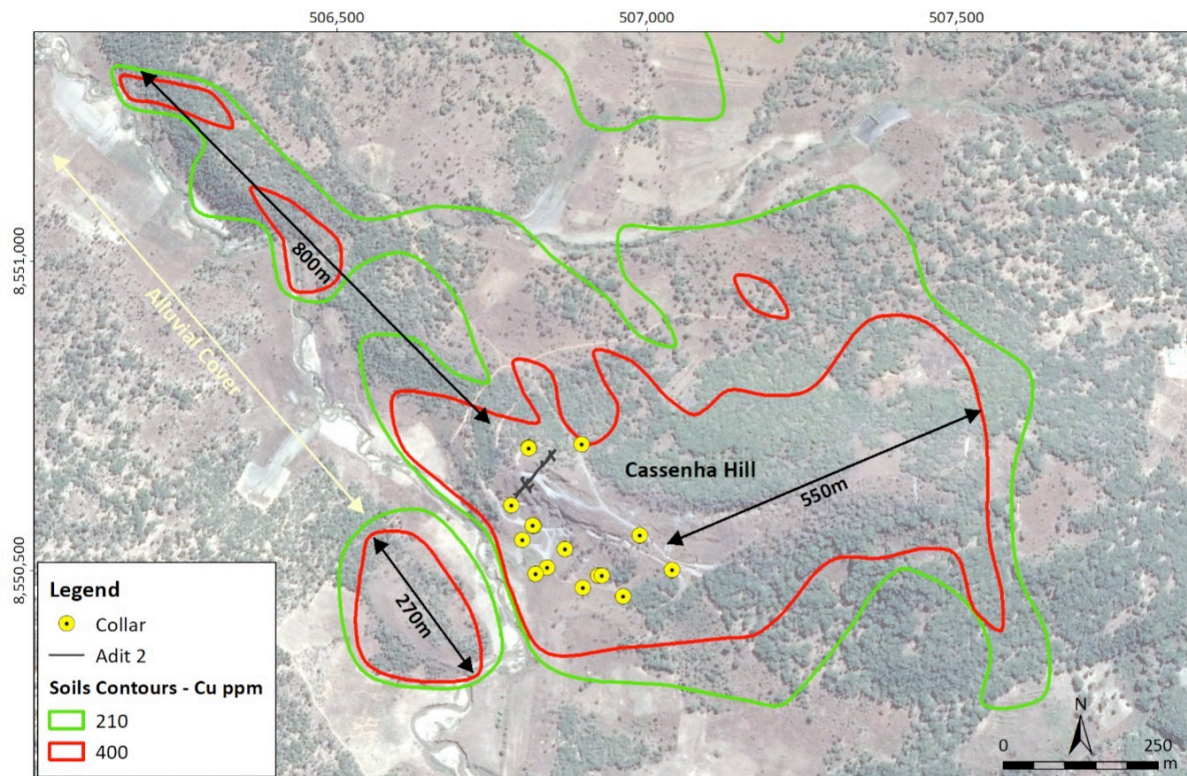 506,500
507,000
507,500
8,551,000
8,550,500
800m
Alluval Cover
Cassenha Hill
550m
270m
Legend
Collar
Adit 2
Soils Contours - Cu ppm
210
400
N
0
250
m